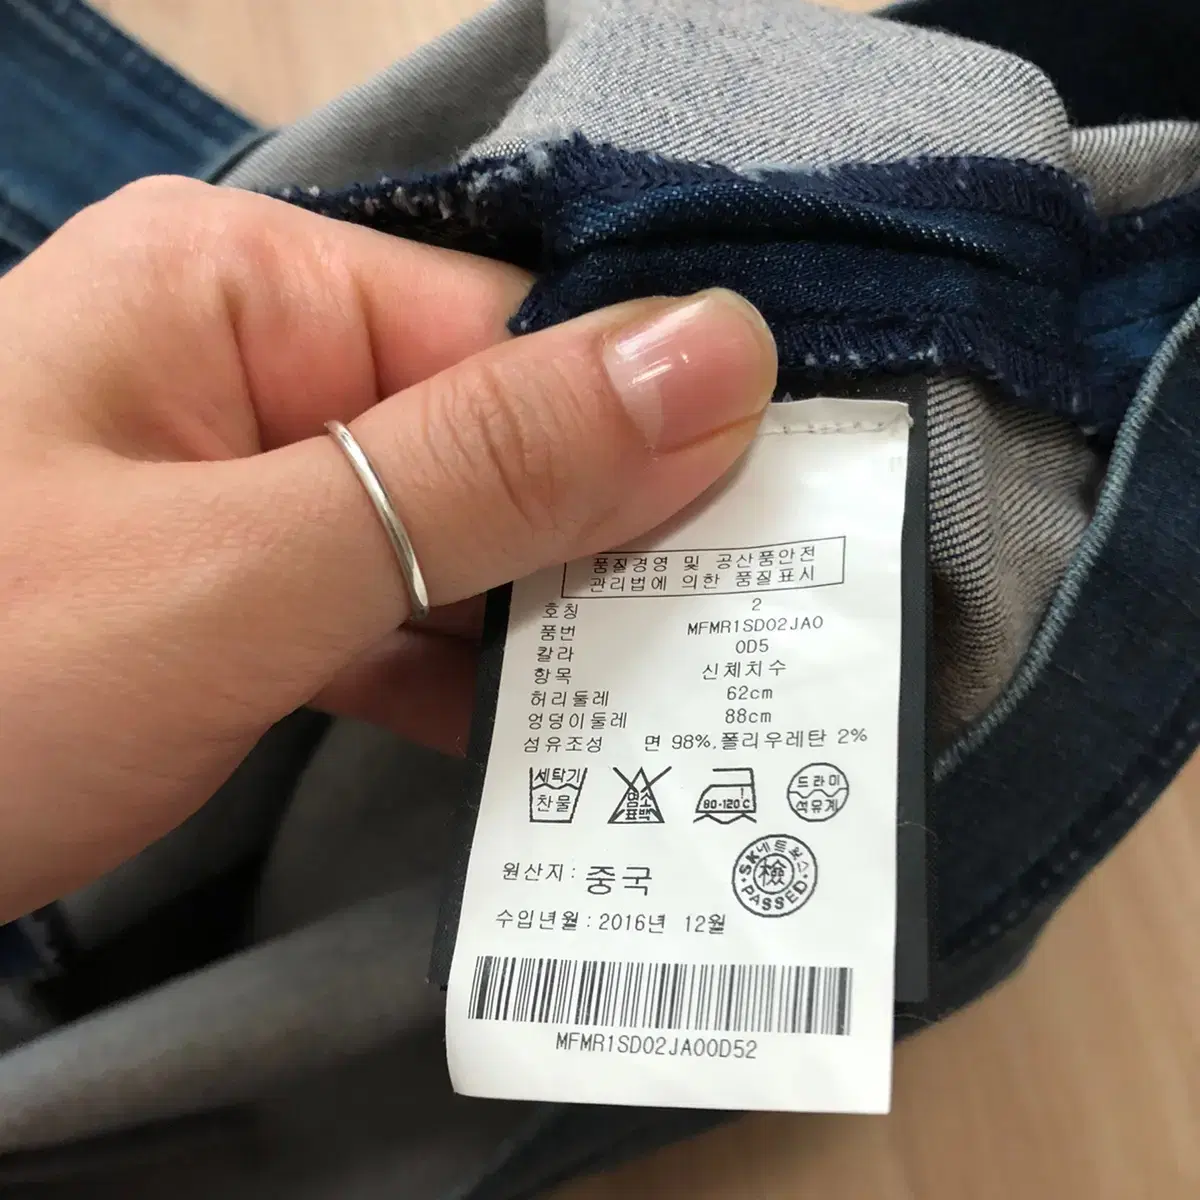 품질경영 및 공산품안전
관리법에 의한 품질표시
호칭 2
품번 MFMR1SD02JA0
칼라 0D5
항목 신체치수
허리둘레 62cm
엉덩이둘레 88cm
섬유조성 면 98%, 폴리우레탄 2%
세탁기 찬물
염소표백
80-120℃
드라이 석유계
SK네트웍스 檢 PASSED
원산지: 중국
수입년월: 2016년 12월
MFMR1SD02JA00D52